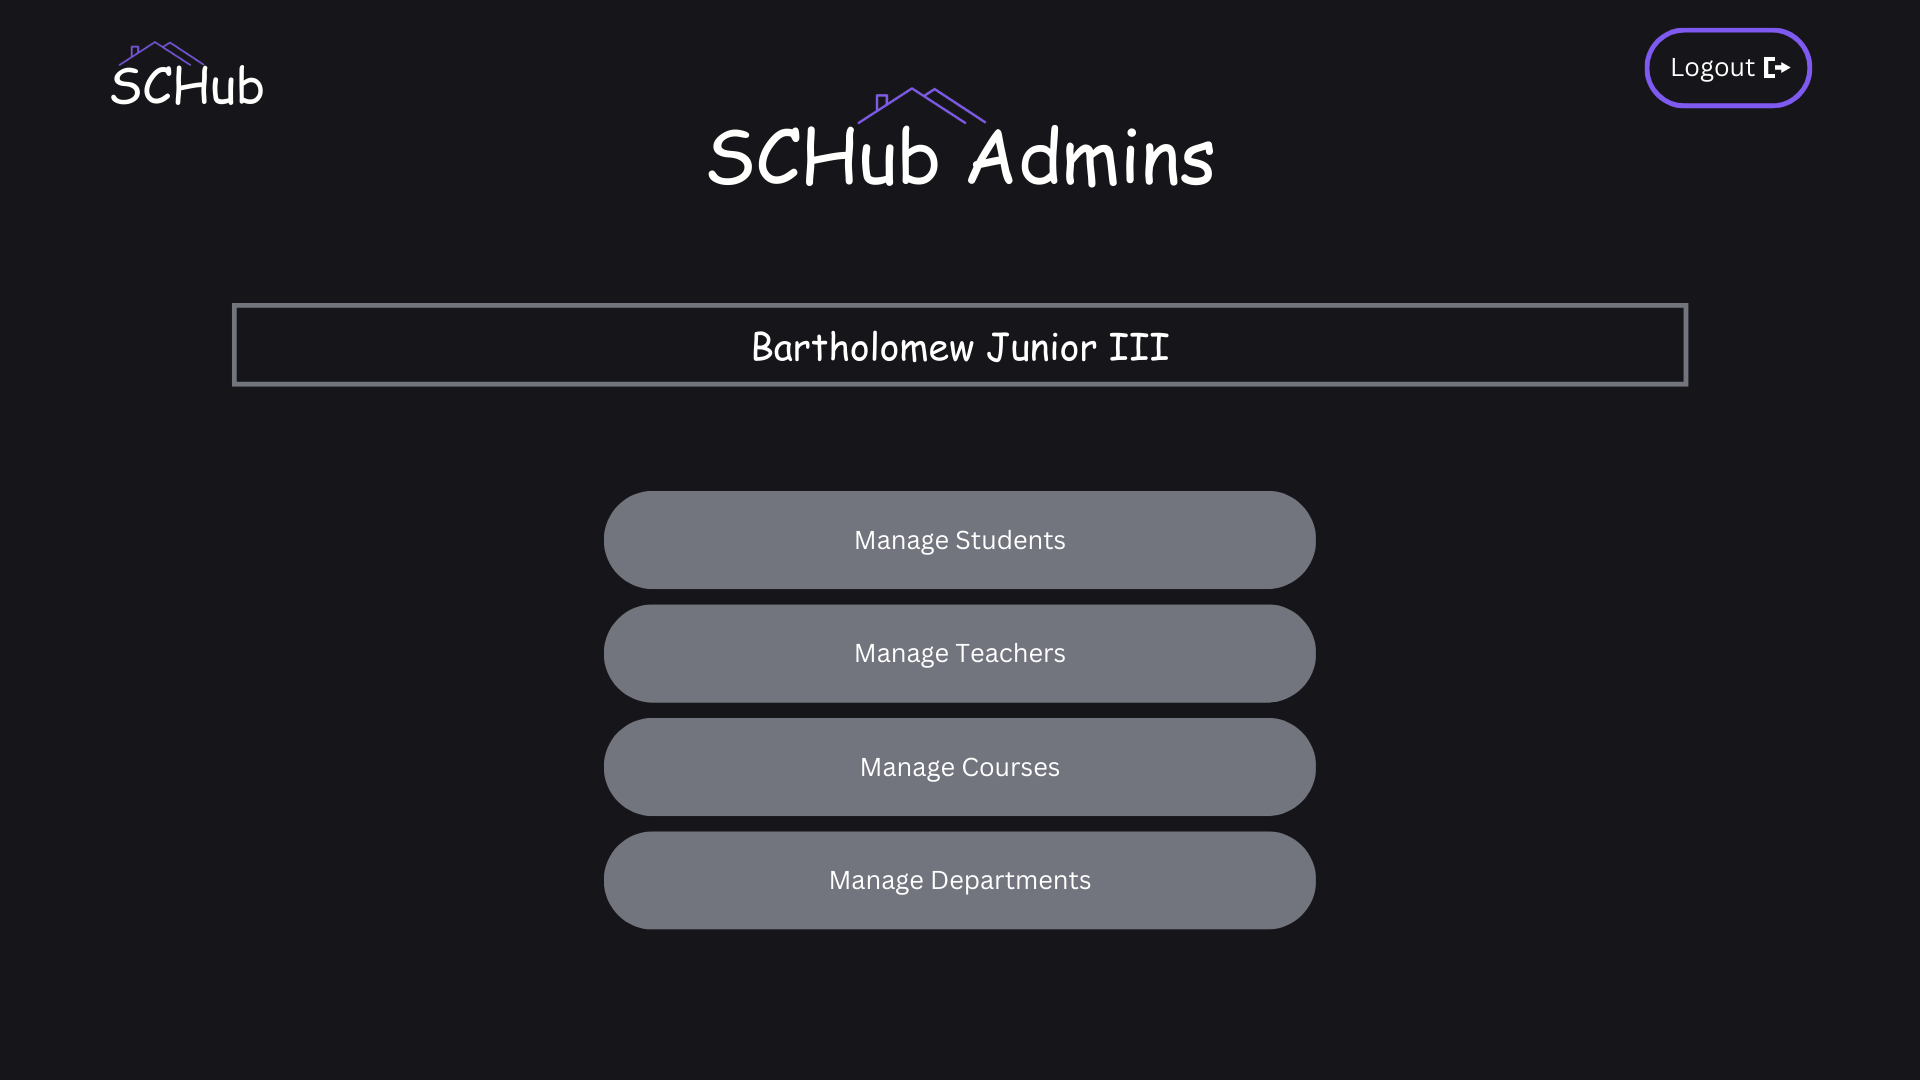 SCHub
Logout
SCHub Admins
Bartholomew Junior III
Manage Students
Manage Teachers
Manage Courses
Manage Departments